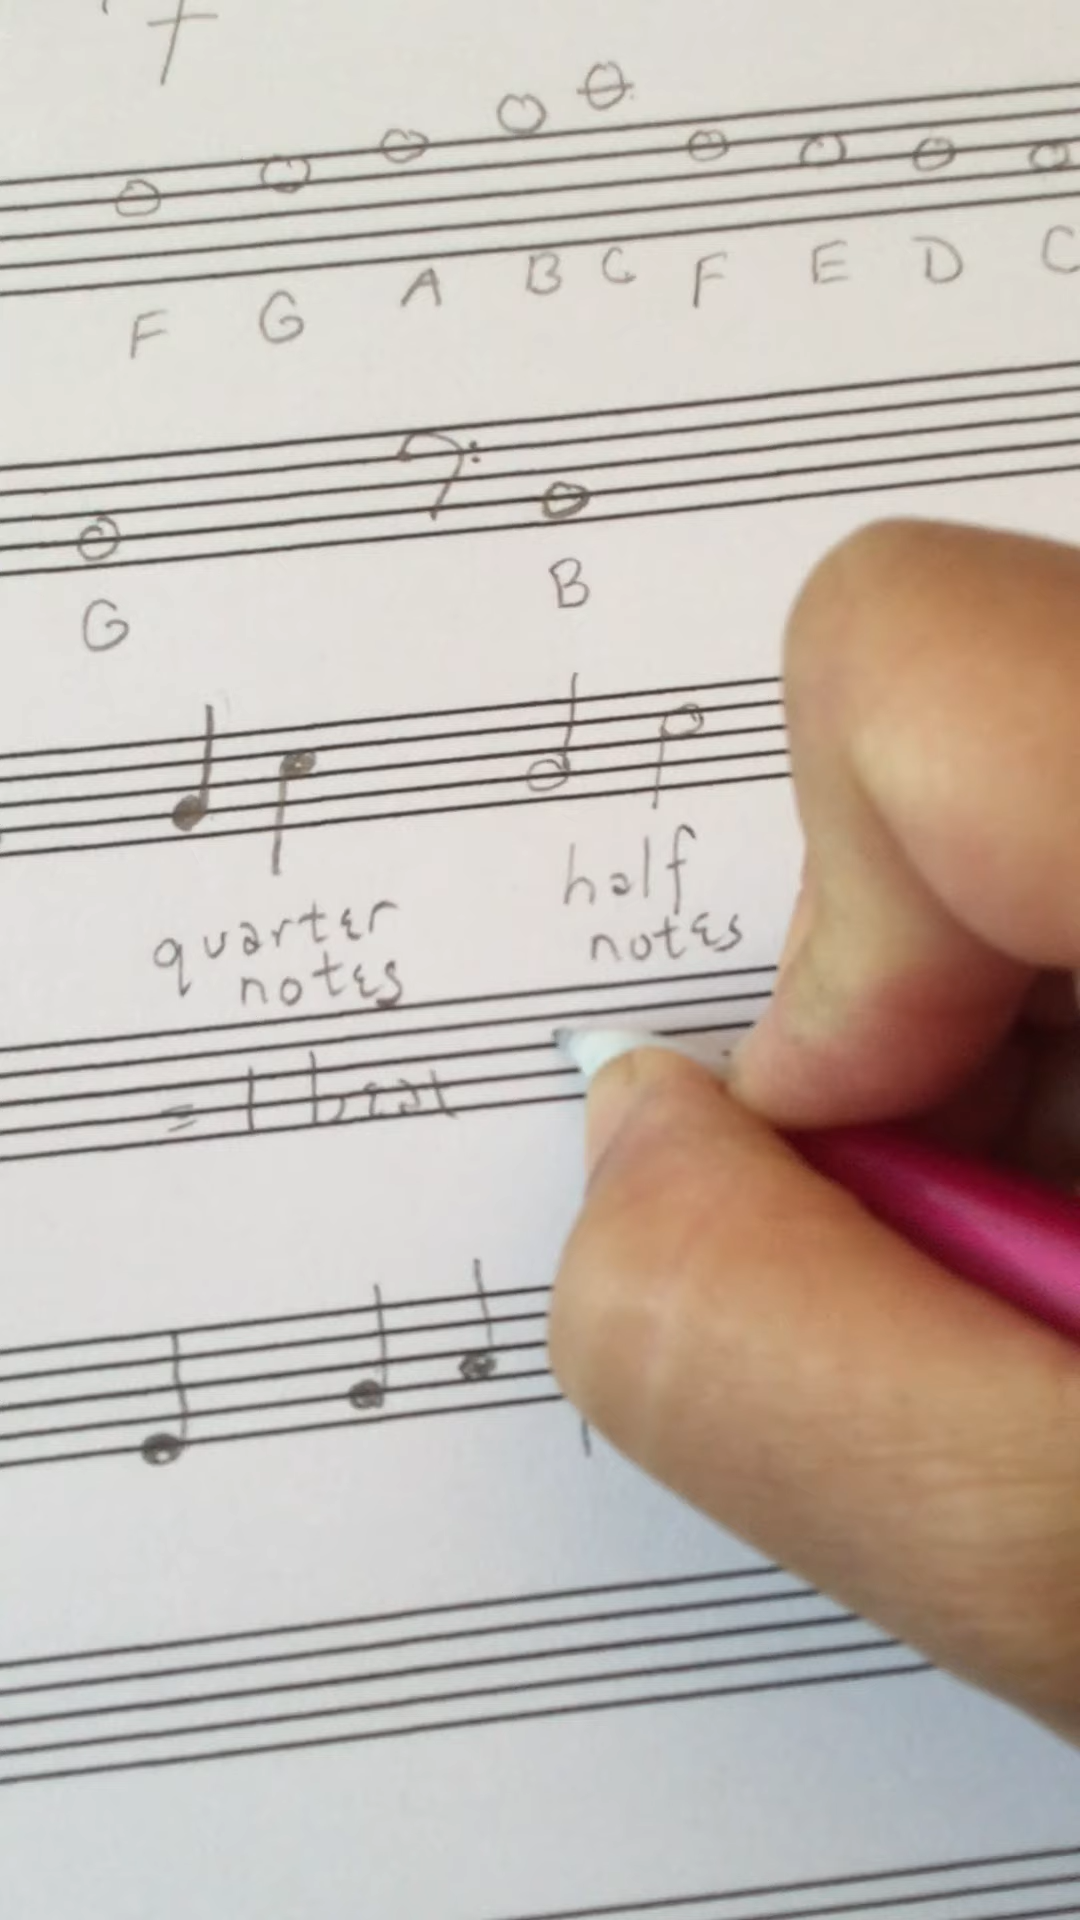 F G A B C F E D C
G B
quarter
notes
half
notes
= 1 beat